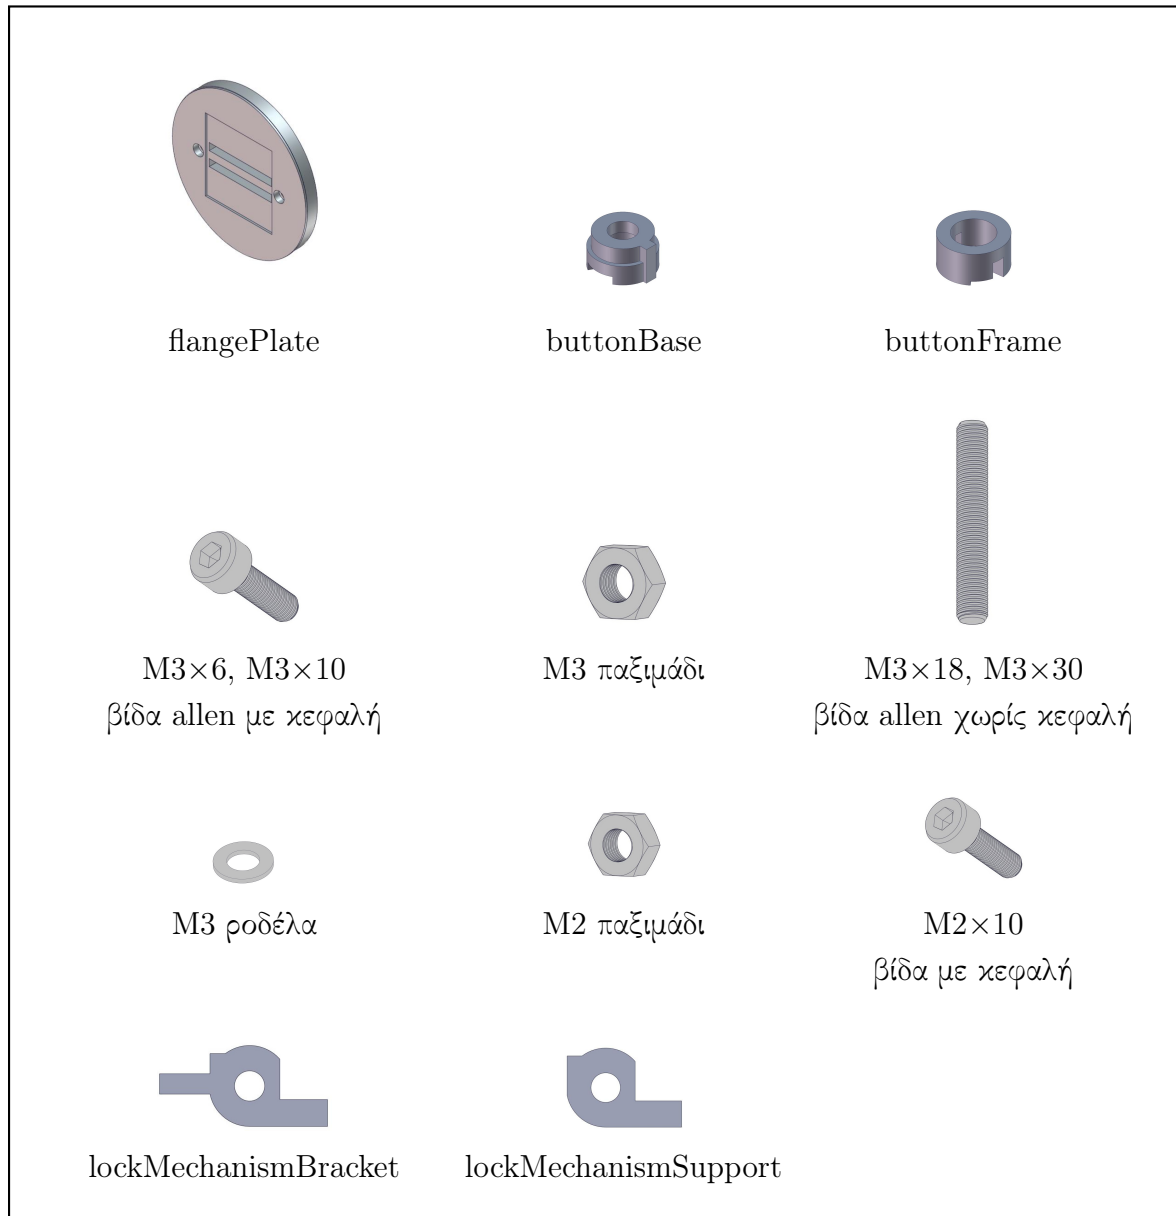 flangePlate
buttonBase
buttonFrame
M3×6, M3×10
βίδα allen με κεφαλή
M3 παξιμάδι
M3×18, M3×30
βίδα allen χωρίς κεφαλή
M3 ροδέλα
M2 παξιμάδι
M2×10
βίδα με κεφαλή
lockMechanismBracket
lockMechanismSupport